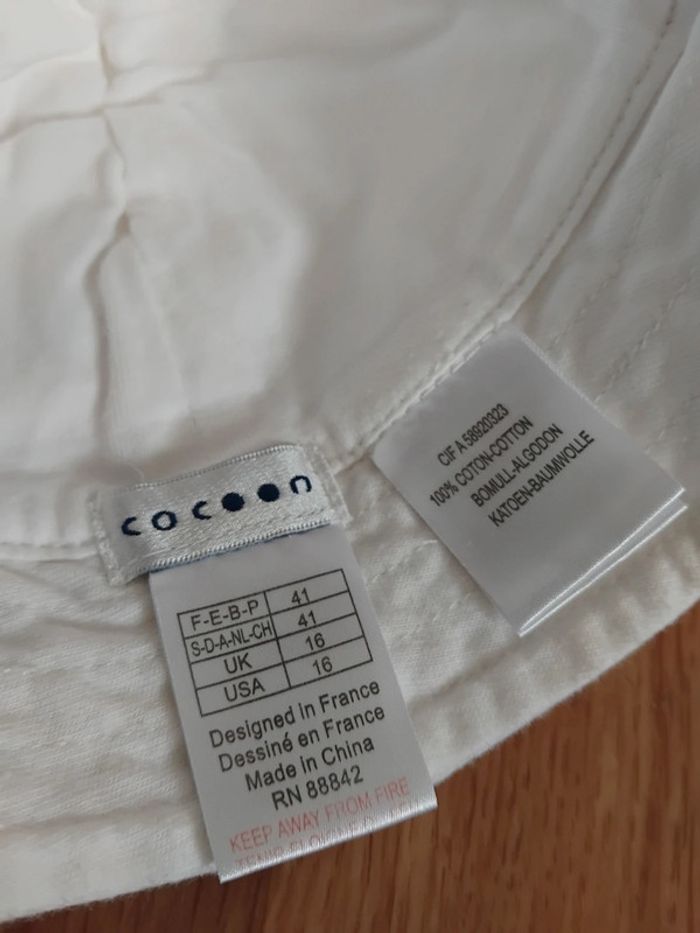 cocoon
F-E-B-P 41
S-D-A-NL-CH 41
UK 16
USA 16
Designed in France
Dessiné en France
Made in China
RN 88842
KEEP AWAY FROM FIRE
CIF A 58920323
100% COTON-COTTON
BOMULL-ALGODON
KATOEN-BAUMWOLLE